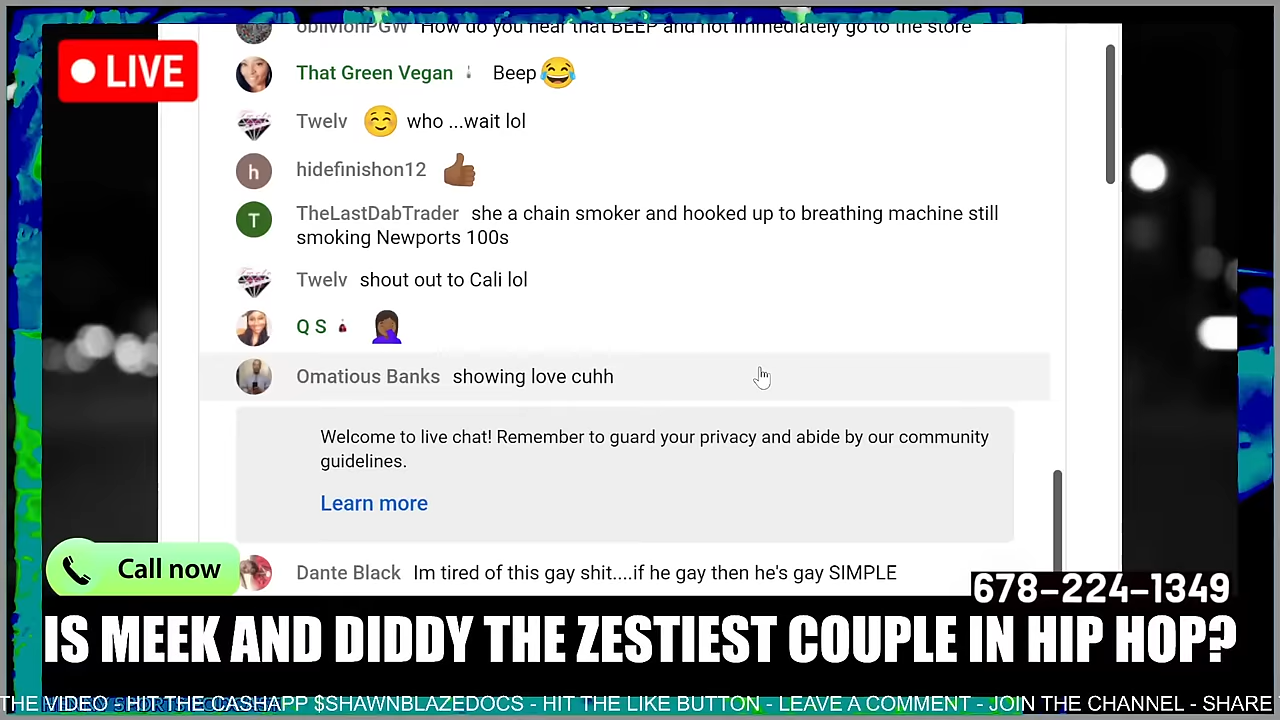 oblivionPGW How do you hear that BEEP and not immediately go to the store
LIVE
That Green Vegan Beep
Twelv who ...wait lol
hidefinishon12
h
TheLastDabTrader she a chain smoker and hooked up to breathing machine still
T
smoking Newports 100s
Twelv shout out to Cali lol
Q S
Omatious Banks showing love cuhh
Welcome to live chat! Remember to guard your privacy and abide by our community
guidelines.
Learn more
Call now
Dante Black Im tired of this gay shit....if he gay then he's gay SIMPLE
678-224-1349
IS MEEK AND DIDDY THE ZESTIEST COUPLE IN HIP HOP?
THE VIDEO - HIT THE CASHAPP $SHAWNBLAZEDOCS - HIT THE LIKE BUTTON - LEAVE A COMMENT - JOIN THE CHANNEL - SHARE